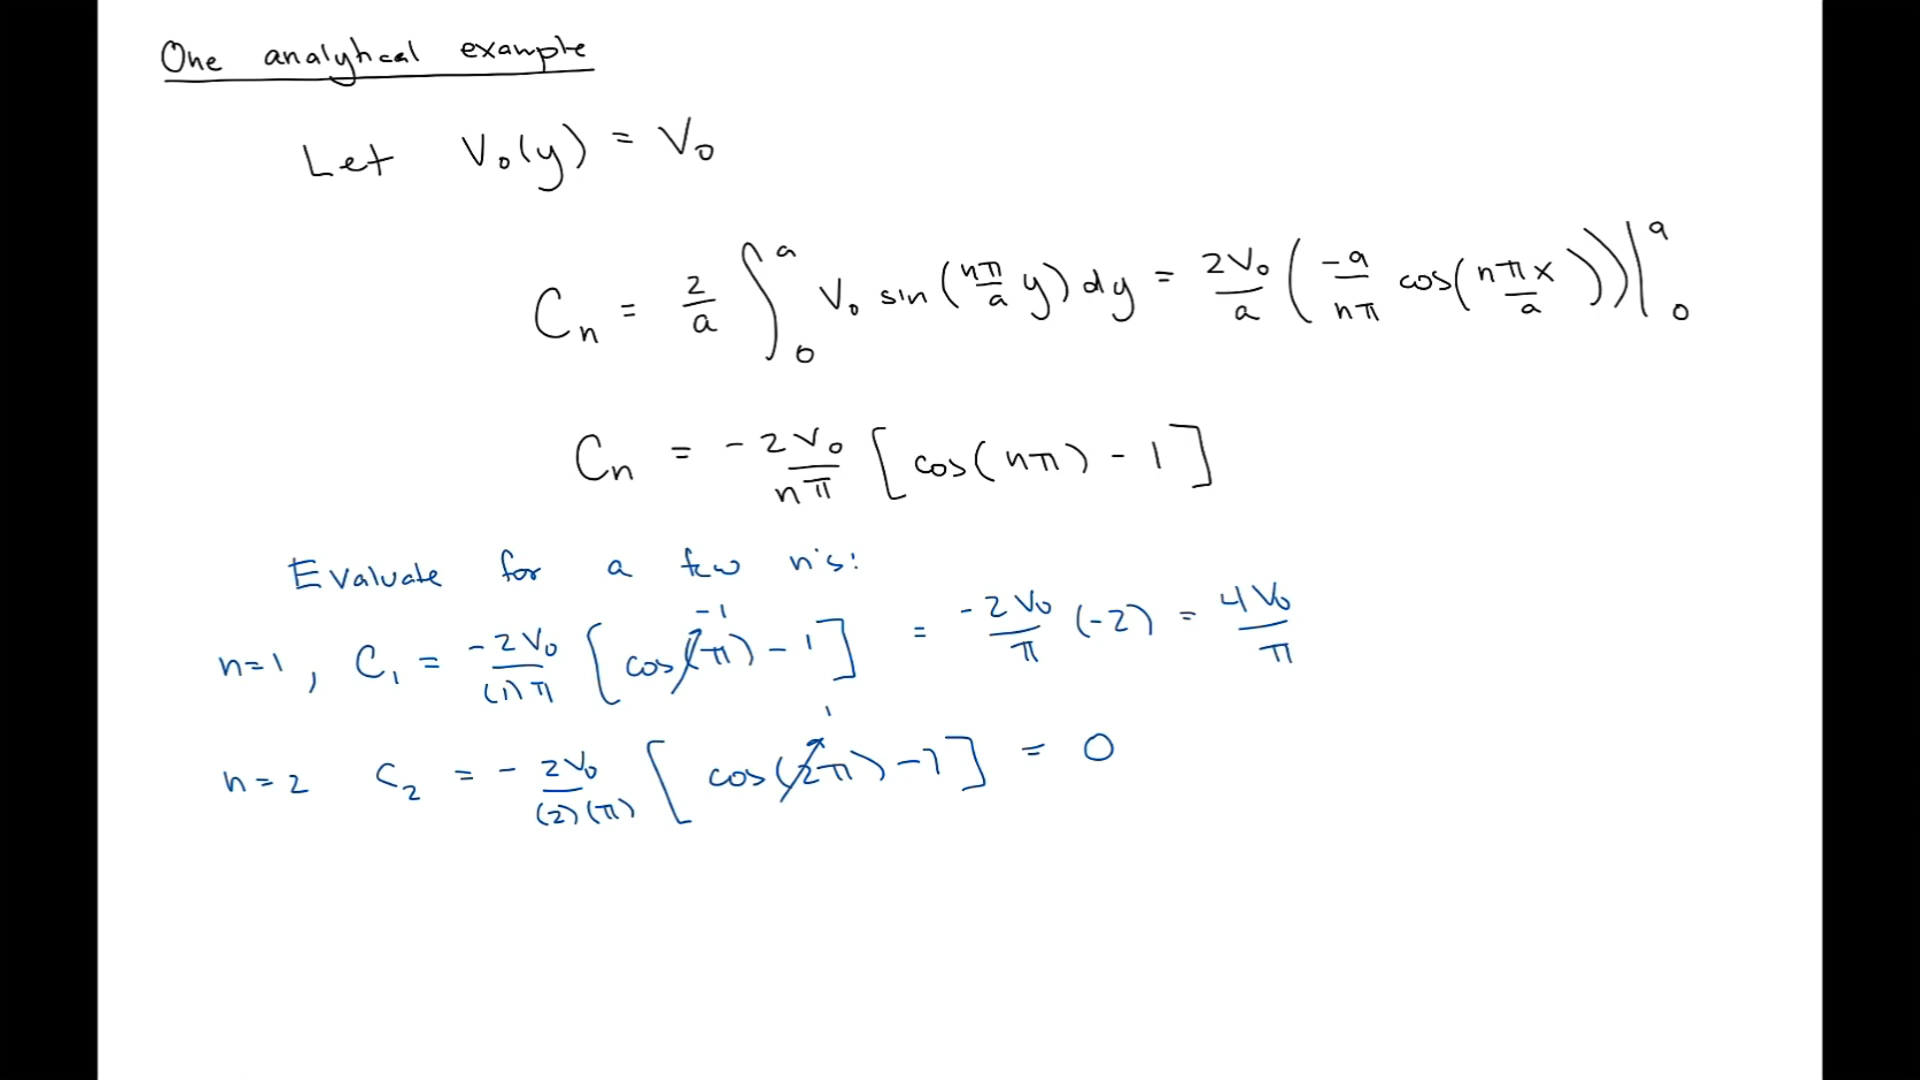 One analytical example
Let V₀(y) = V₀
Cₙ = 2/a ∫₀ᵃ V₀ sin(nπ/a y) dy = 2V₀/a (-a/nπ cos(nπx/a))|₀ᵃ
Cₙ = -2V₀/nπ [cos(nπ) - 1]
Evaluate for a few n's:
-1
n=1, C₁ = -2V₀/(1)π [cos(π) - 1] = -2V₀/π (-2) = 4V₀/π
1
n=2 C₂ = - 2V₀/(2)(π) [cos(2π) - 1] = 0